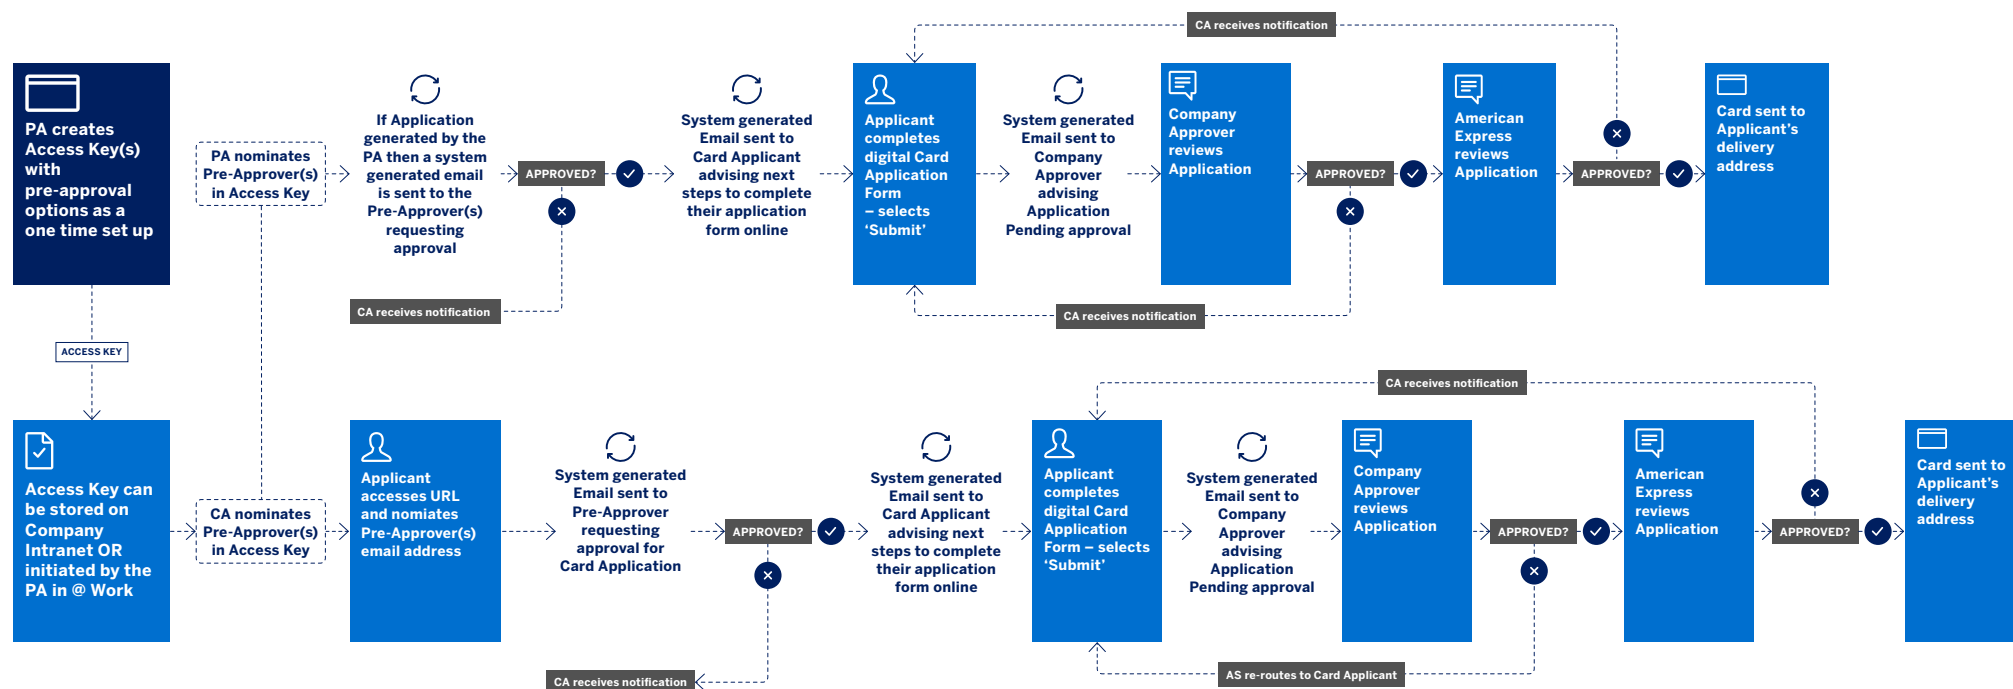 CA receives notification
PA creates
Access Key(s)
with
pre-approval
options as a
one time set up
PA nominates
Pre-Approver(s)
in Access Key
If Application
generated by the
PA then a system
generated email
is sent to the
Pre-Approver(s)
requesting
approval
APPROVED?
System generated
Email sent to
Card Applicant
advising next
steps to complete
their application
form online
Applicant
completes
digital Card
Application
Form
– selects
‘Submit’
System generated
Email sent to
Company
Approver
advising
Application
Pending approval
Company
Approver
reviews
Application
APPROVED?
American
Express
reviews
Application
APPROVED?
Card sent to
Applicant’s
delivery
address
CA receives notification
CA receives notification
ACCESS KEY
CA receives notification
Access Key can
be stored on
Company
Intranet OR
initiated by the
PA in @ Work
CA nominates
Pre-Approver(s)
in Access Key
Applicant
accesses URL
and nomiates
Pre-Approver(s)
email address
System generated
Email sent to
Pre-Approver
requesting
approval for
Card Application
APPROVED?
System generated
Email sent to
Card Applicant
advising next
steps to complete
their application
form online
Applicant
completes
digital Card
Application
Form – selects
‘Submit’
System generated
Email sent to
Company
Approver
advising
Application
Pending approval
Company
Approver
reviews
Application
APPROVED?
American
Express
reviews
Application
APPROVED?
Card sent to
Applicant’s
delivery
address
CA receives notification
AS re-routes to Card Applicant